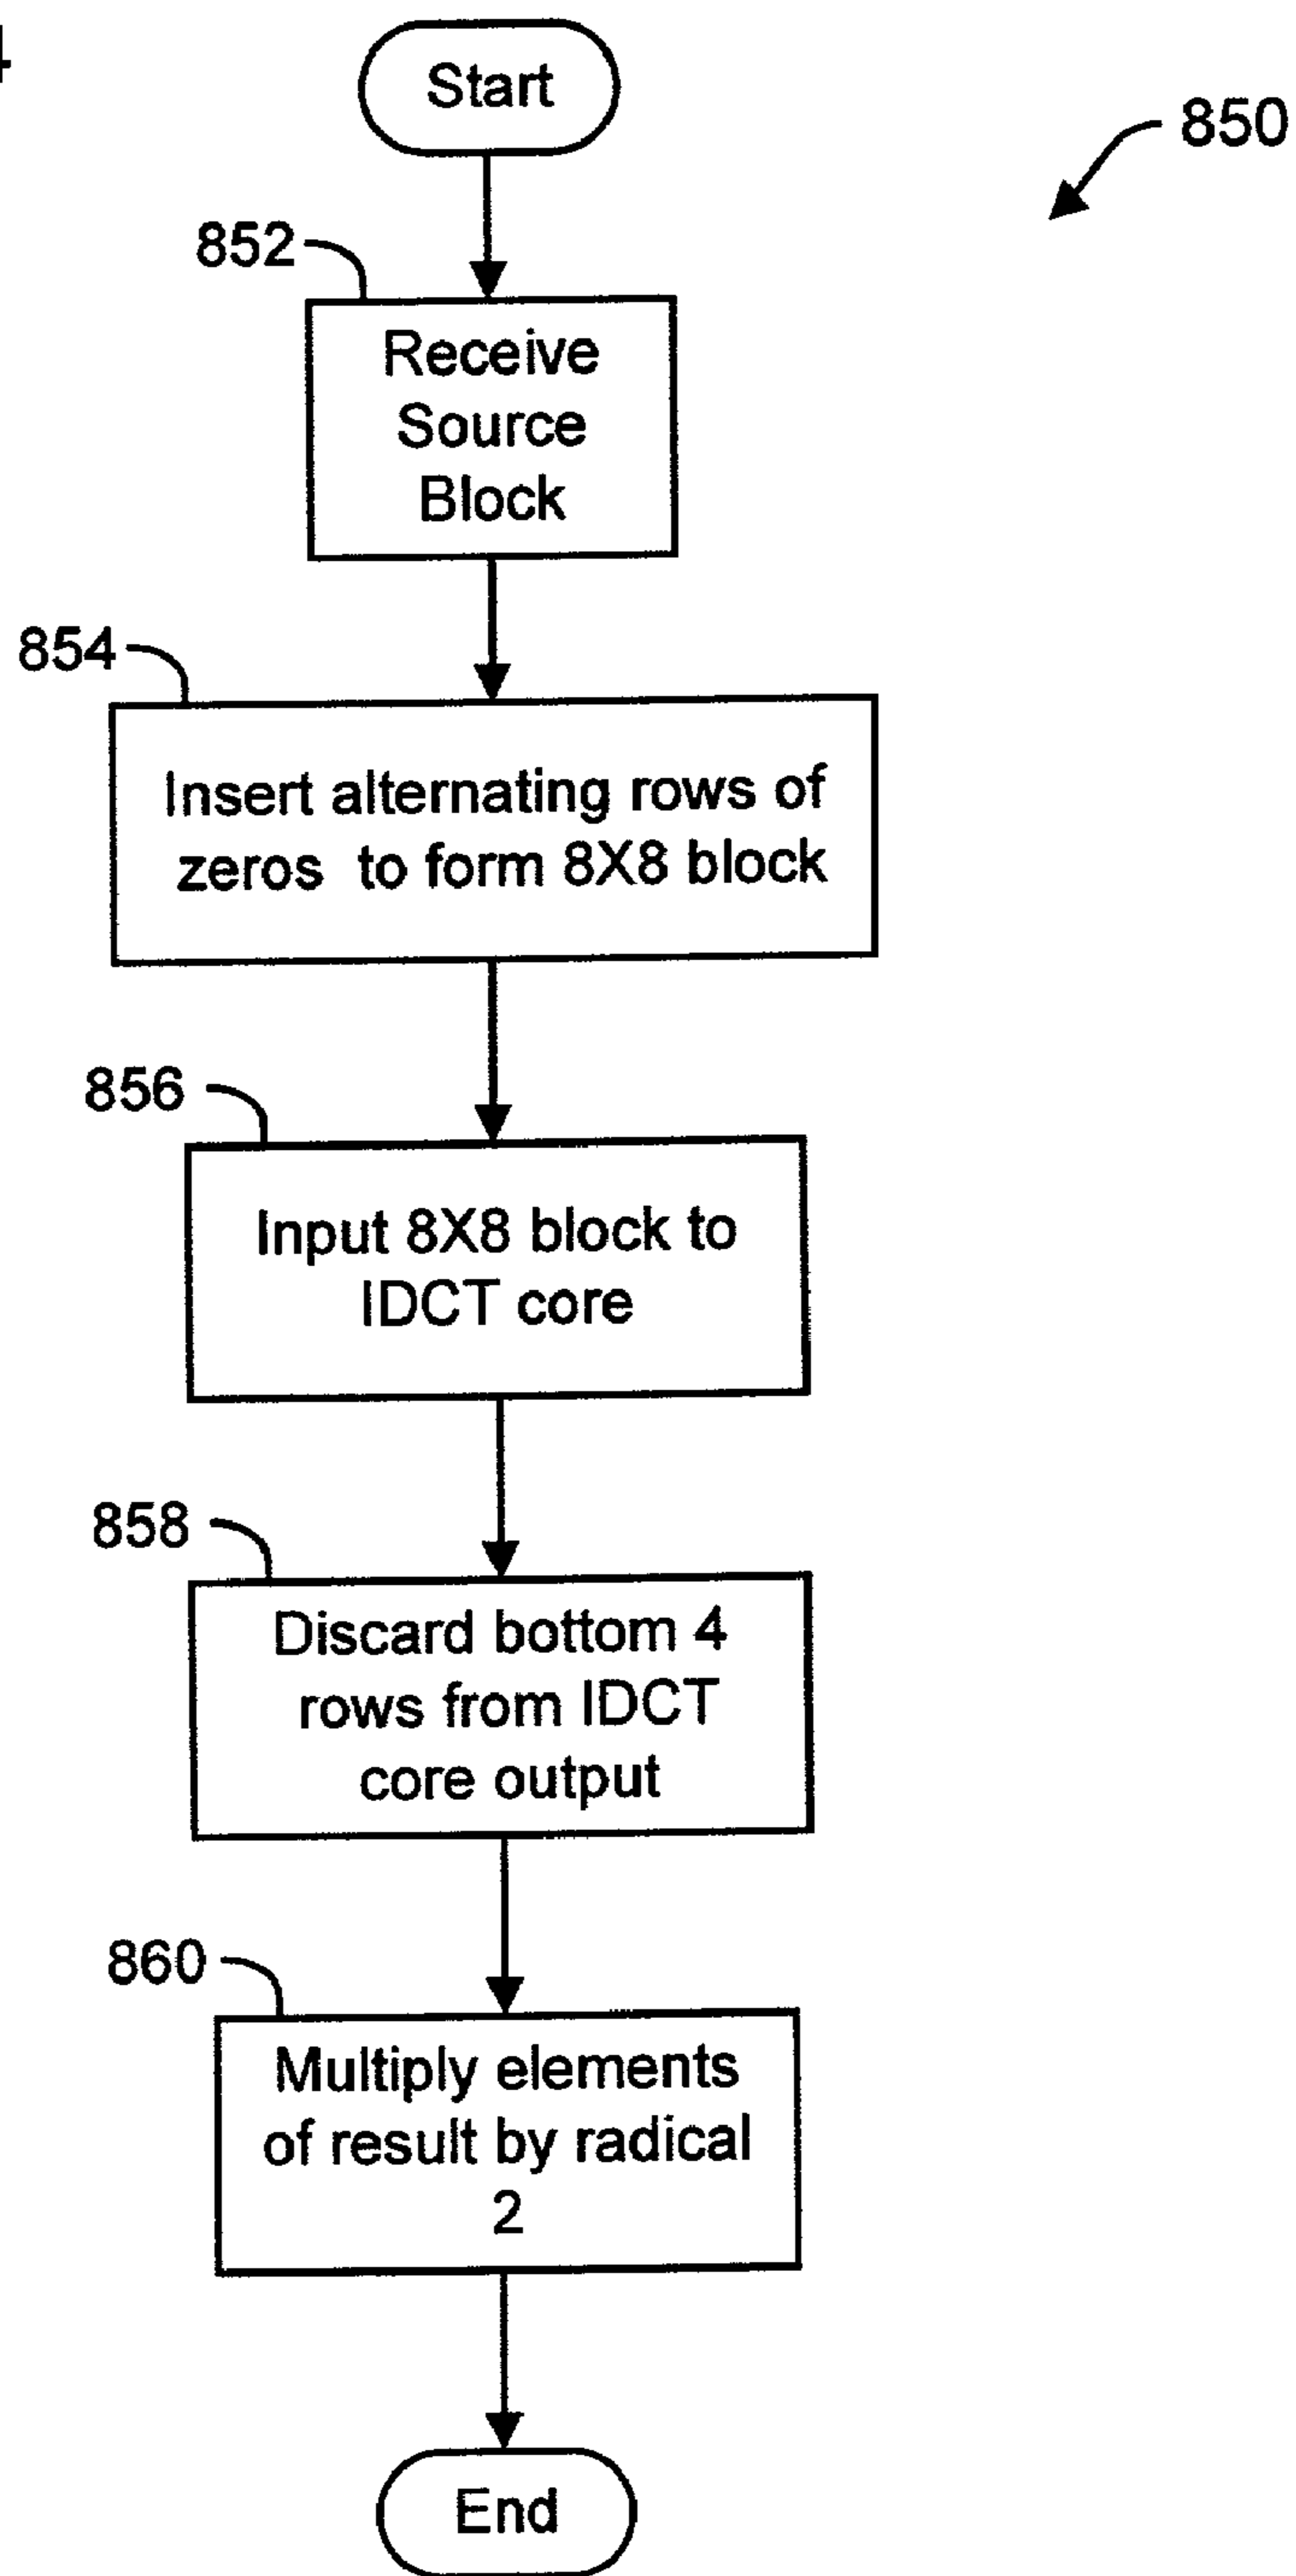 4
Start
850
852
Receive
Source
Block
854
Insert alternating rows of
zeros to form 8X8 block
856
Input 8X8 block to
IDCT core
858
Discard bottom 4
rows from IDCT
core output
860
Multiply elements
of result by radical
2
End